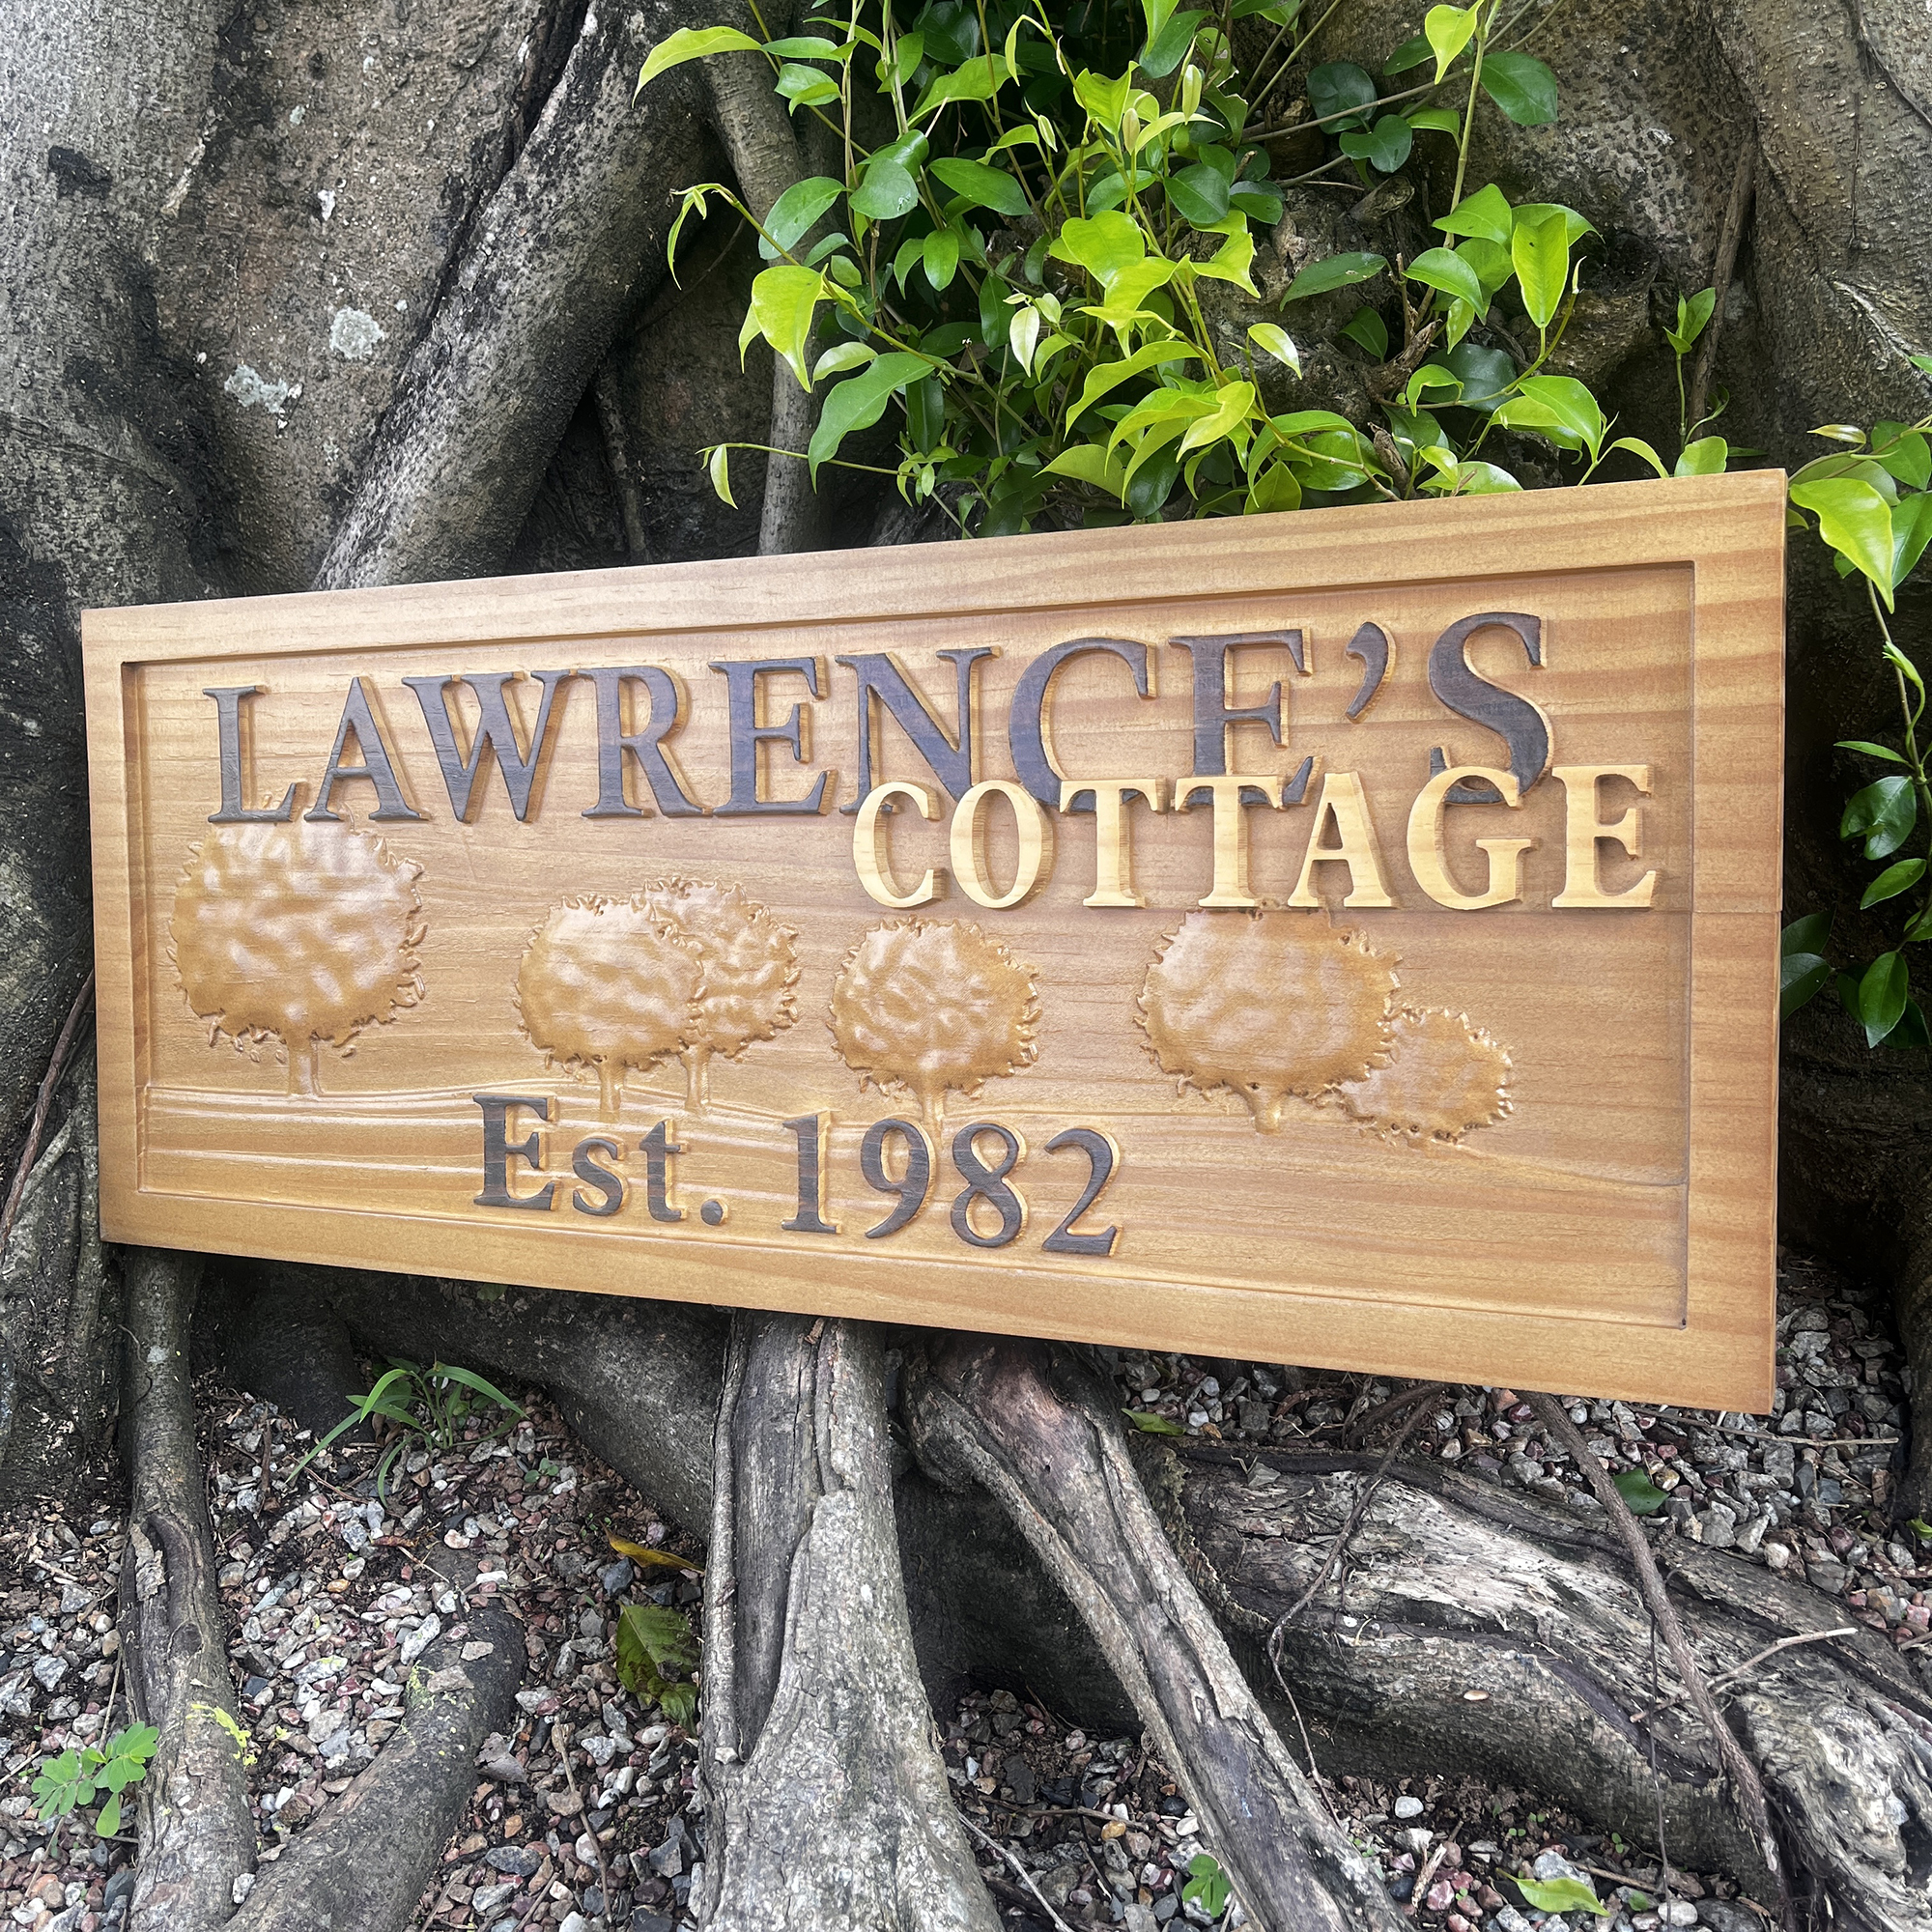 LAWRENCE'S
COTTAGE
Est. 1982